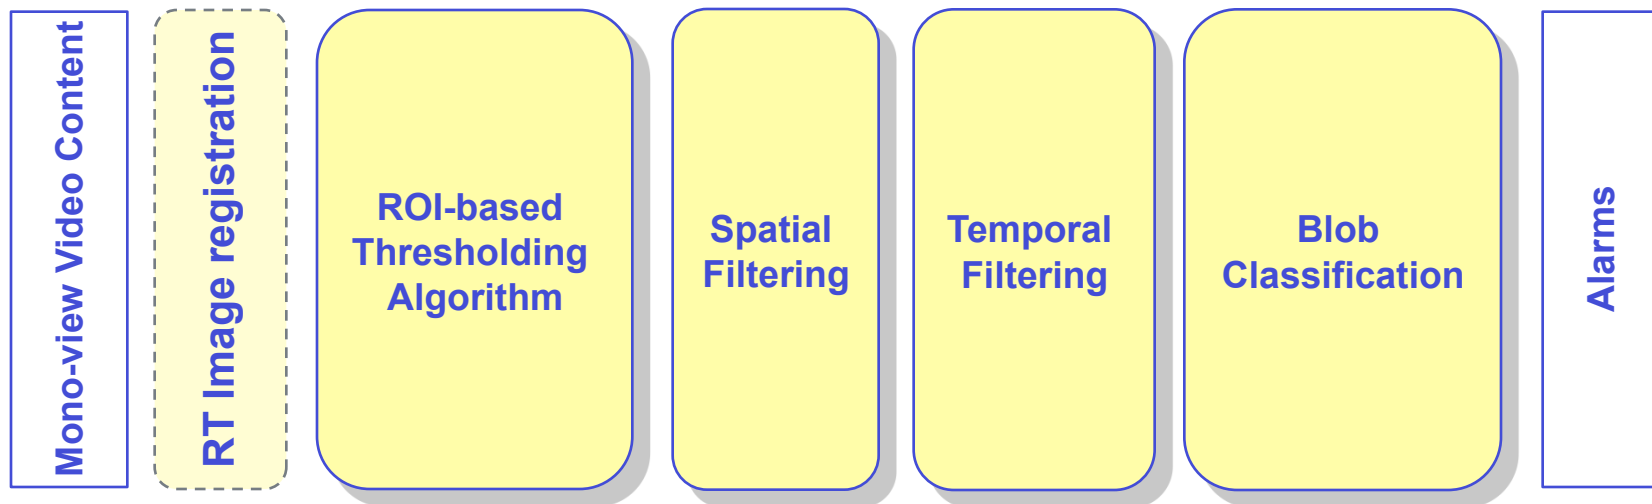 Mono-view Video Content
RT Image registration
ROI-based
Thresholding
Algorithm
Spatial
Filtering
Temporal
Filtering
Blob
Classification
Alarms